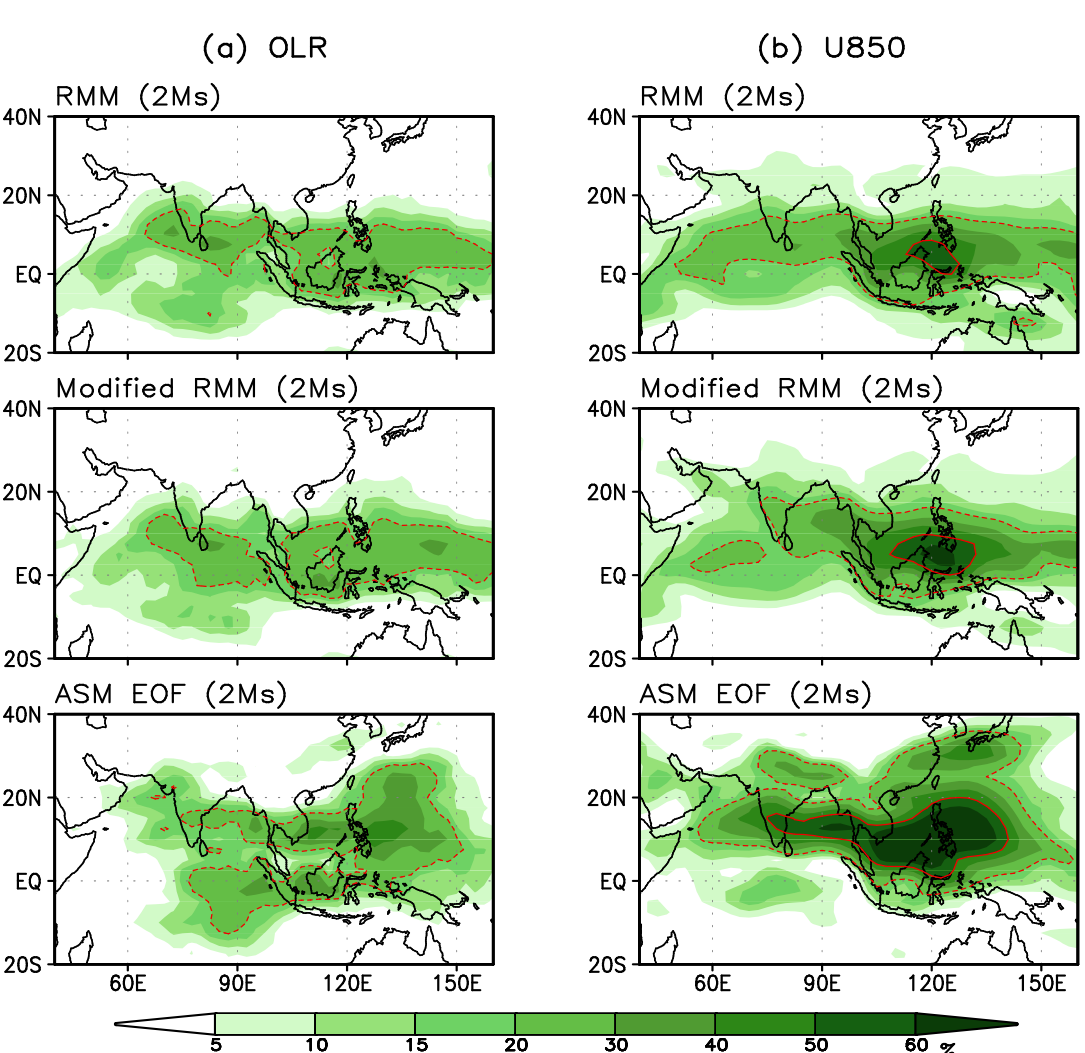 (a) OLR (b) U850
RMM (2Ms) RMM (2Ms)
40N 40N
20N 20N
EQ EQ
20S 20S
Modified RMM (2Ms) Modified RMM (2Ms)
40N 40N
20N 20N
EQ EQ
20S 20S
ASM EOF (2Ms) ASM EOF (2Ms)
40N 40N
20N 20N
EQ EQ
20S 20S
60E 90E 120E 150E 60E 90E 120E 150E
5 10 15 20 30 40 50 60 %